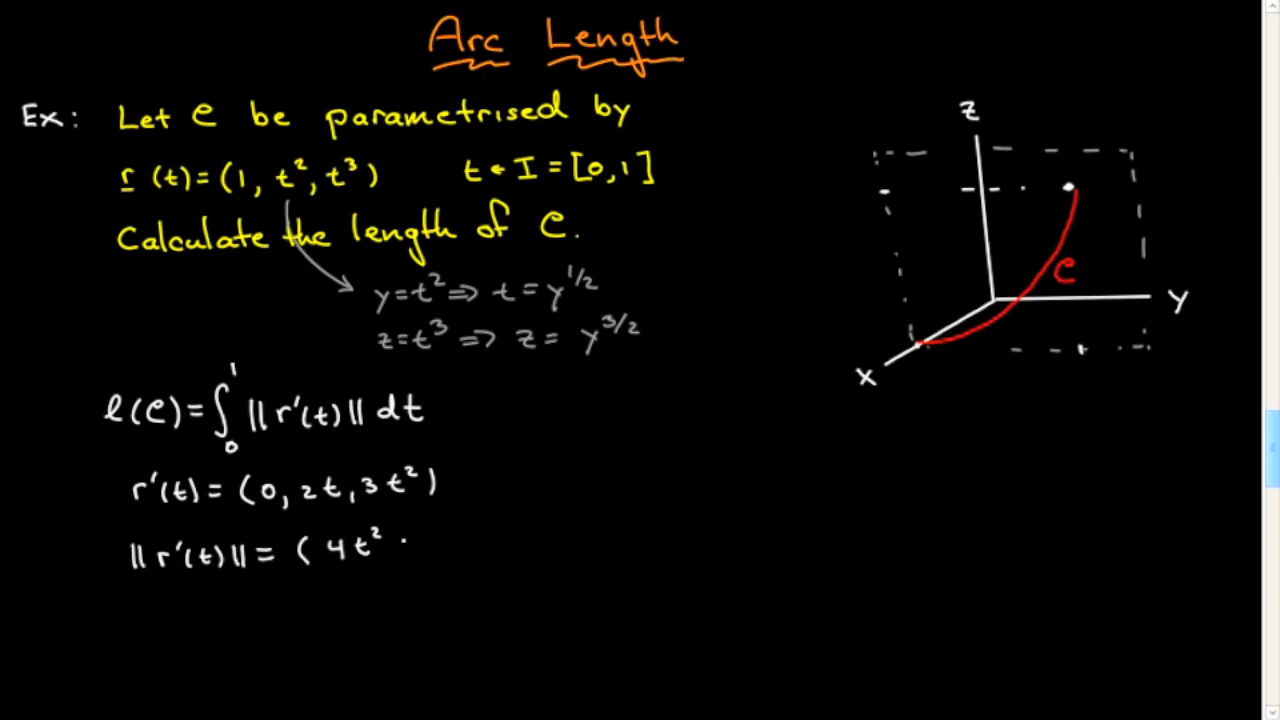 Arc Length
Ex: Let C be parametrised by
r(t) = (1, t², t³) t ∈ I = [0,1]
Calculate the length of C.
y=t² ⇒ t = y^1/2
z=t³ ⇒ z = y^3/2
ℓ(C) = ∫₀¹ || r'(t) || dt
r'(t) = (0, 2t, 3t²)
|| r'(t) || = ( 4t² ·
z
C
y
x